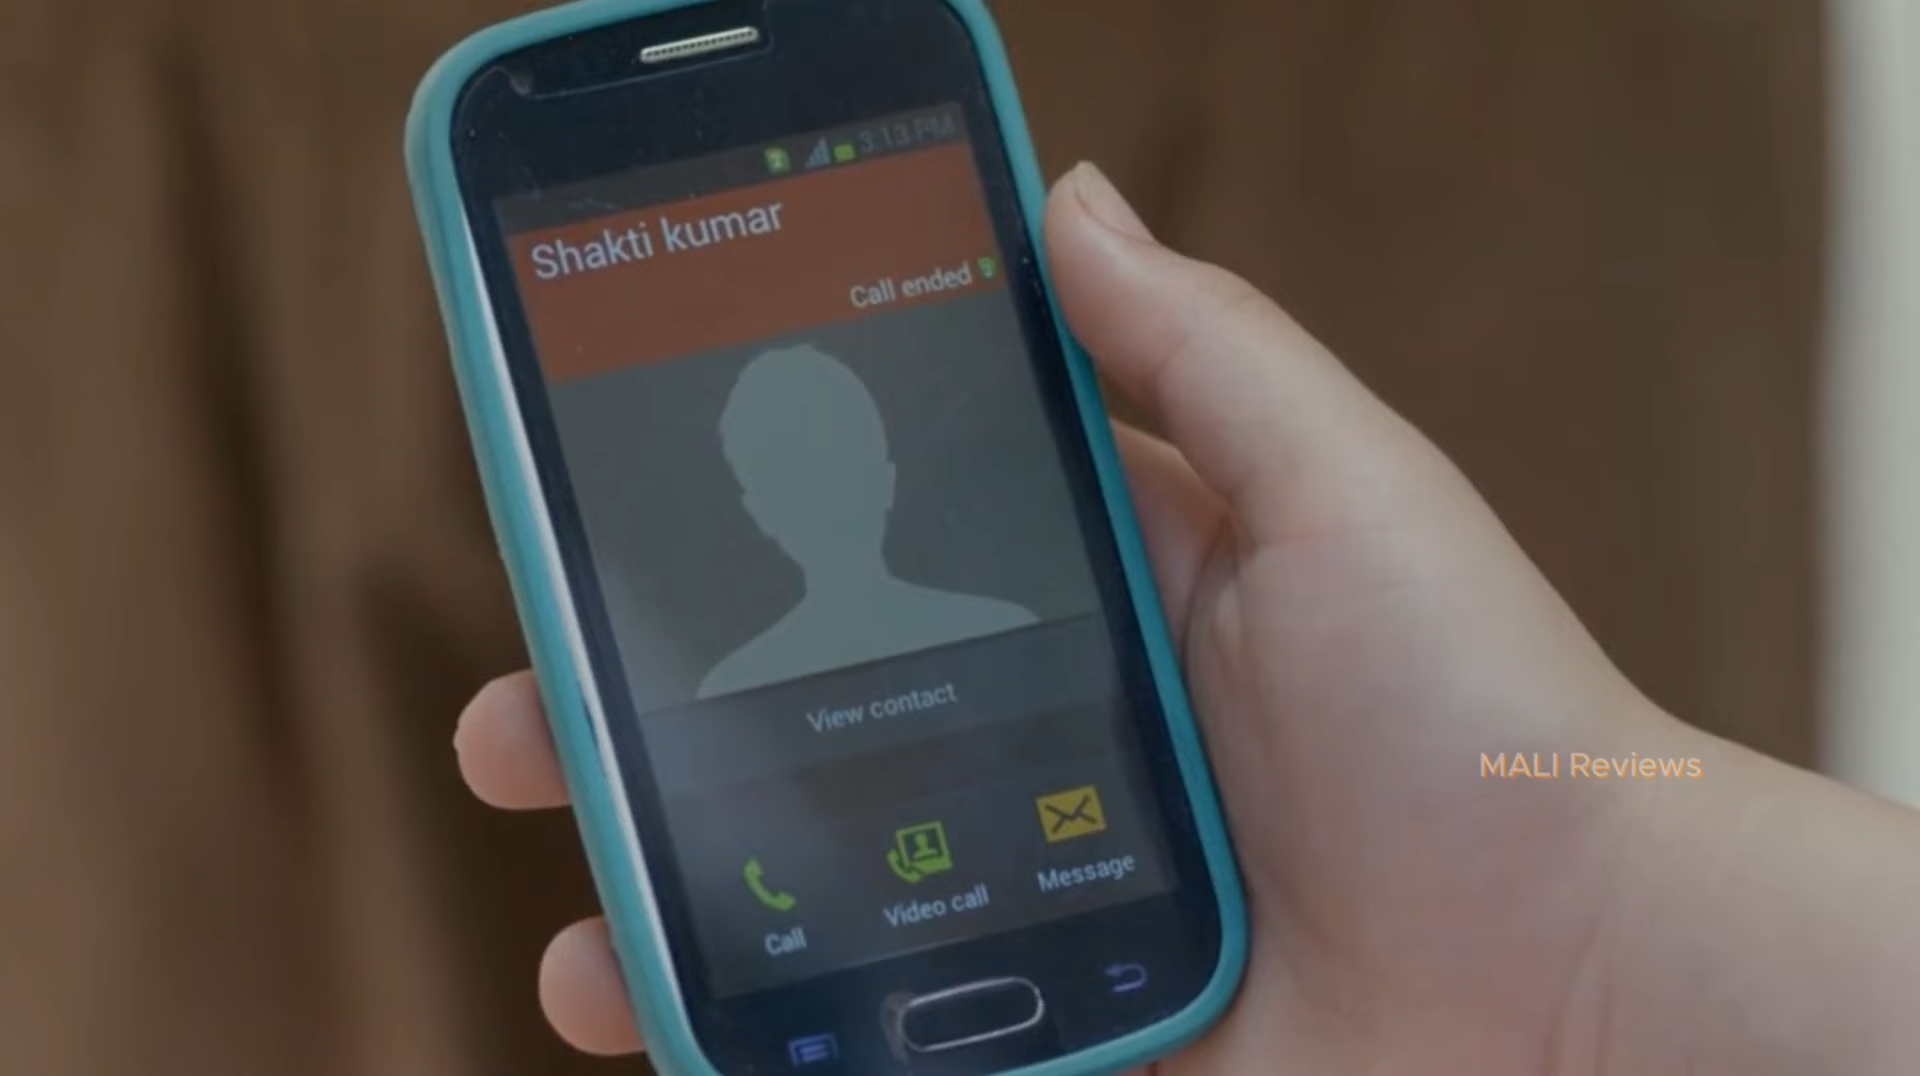 3:13 PM
Shakti kumar
Call ended
View contact
Call
Video call
Message
MALI Reviews